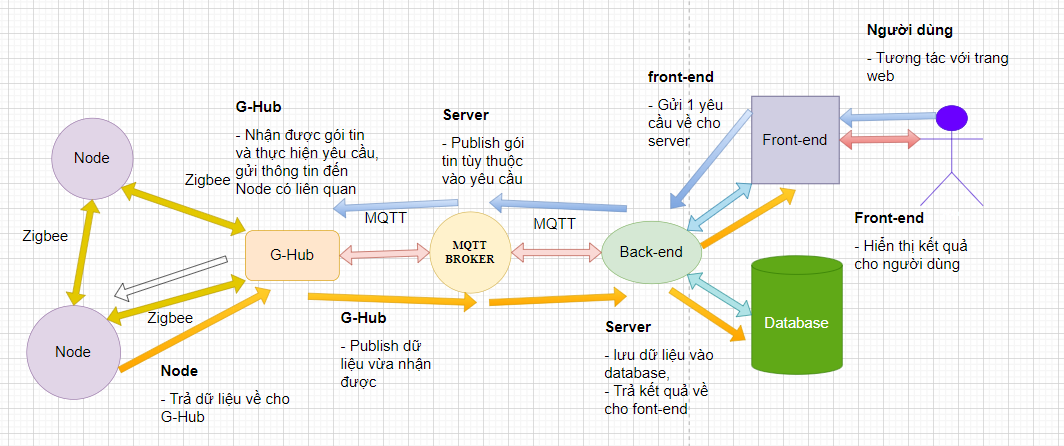 Người dùng
- Tương tác với trang
web
front-end
- Gửi 1 yêu
cầu về cho
server
G-Hub
- Nhận được gói tin
và thực hiện yêu cầu,
gửi thông tin đến
Node có liên quan
Server
- Publish gói
tin tùy thuộc
vào yêu cầu
Node
Zigbee
Front-end
MQTT
MQTT
Zigbee
G-Hub
MQTT
BROKER
Back-end
Front-end
- Hiển thị kết quả
cho người dùng
Zigbee
Node
G-Hub
- Publish dữ
liệu vừa nhận
được
Server
- lưu dữ liệu vào
database,
- Trả kết quả về
cho font-end
Database
Node
- Trả dữ liệu về cho
G-Hub